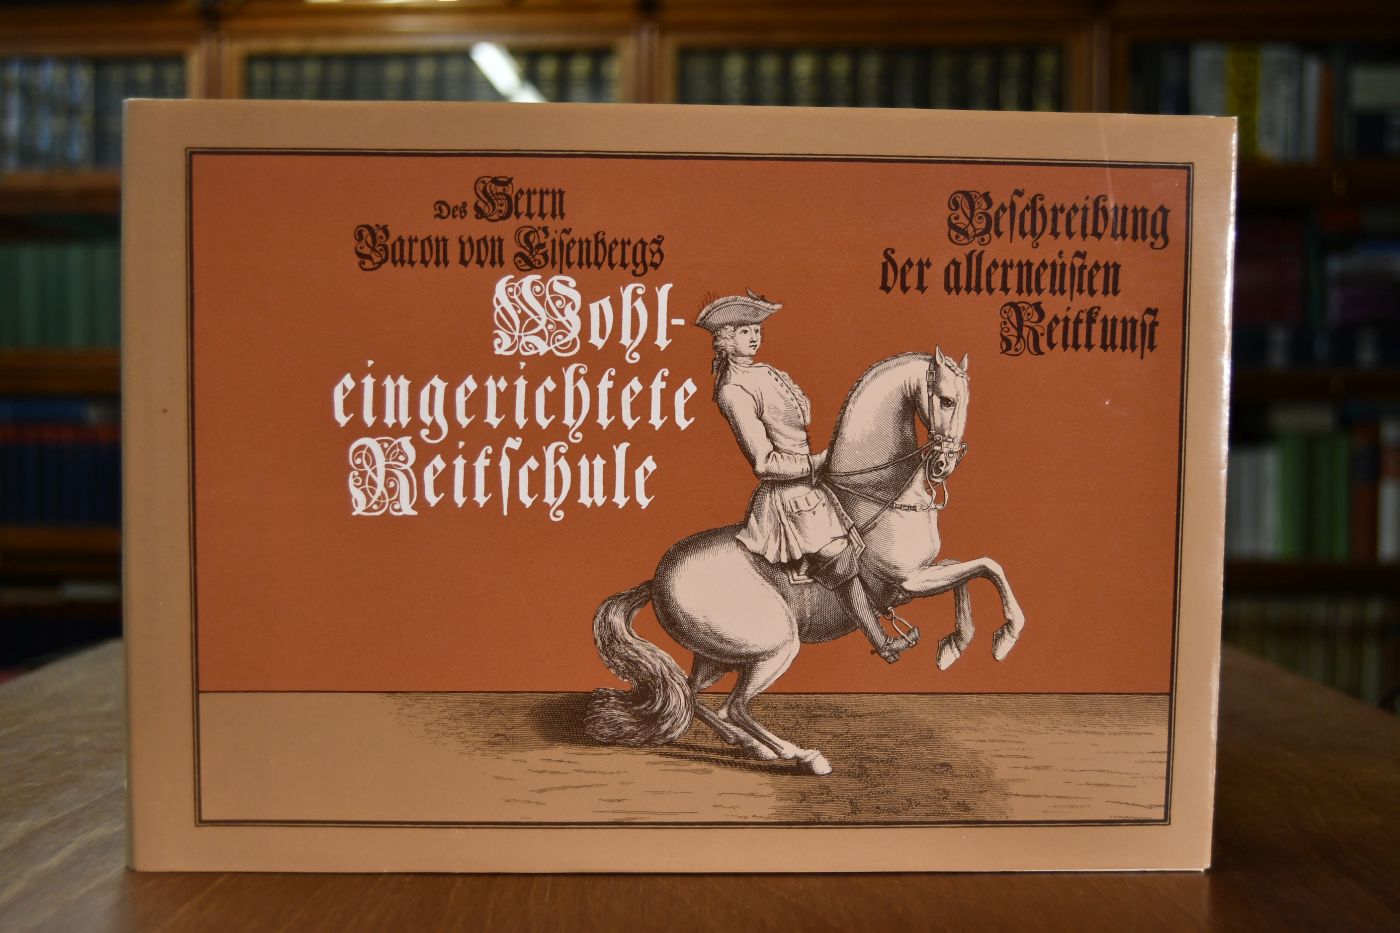 Des Herrn
Baron von Eiſenbergs
Wohl-
eingerichtete
Reitſchule
Beſchreibung
der allerneüſten
Reitkunſt